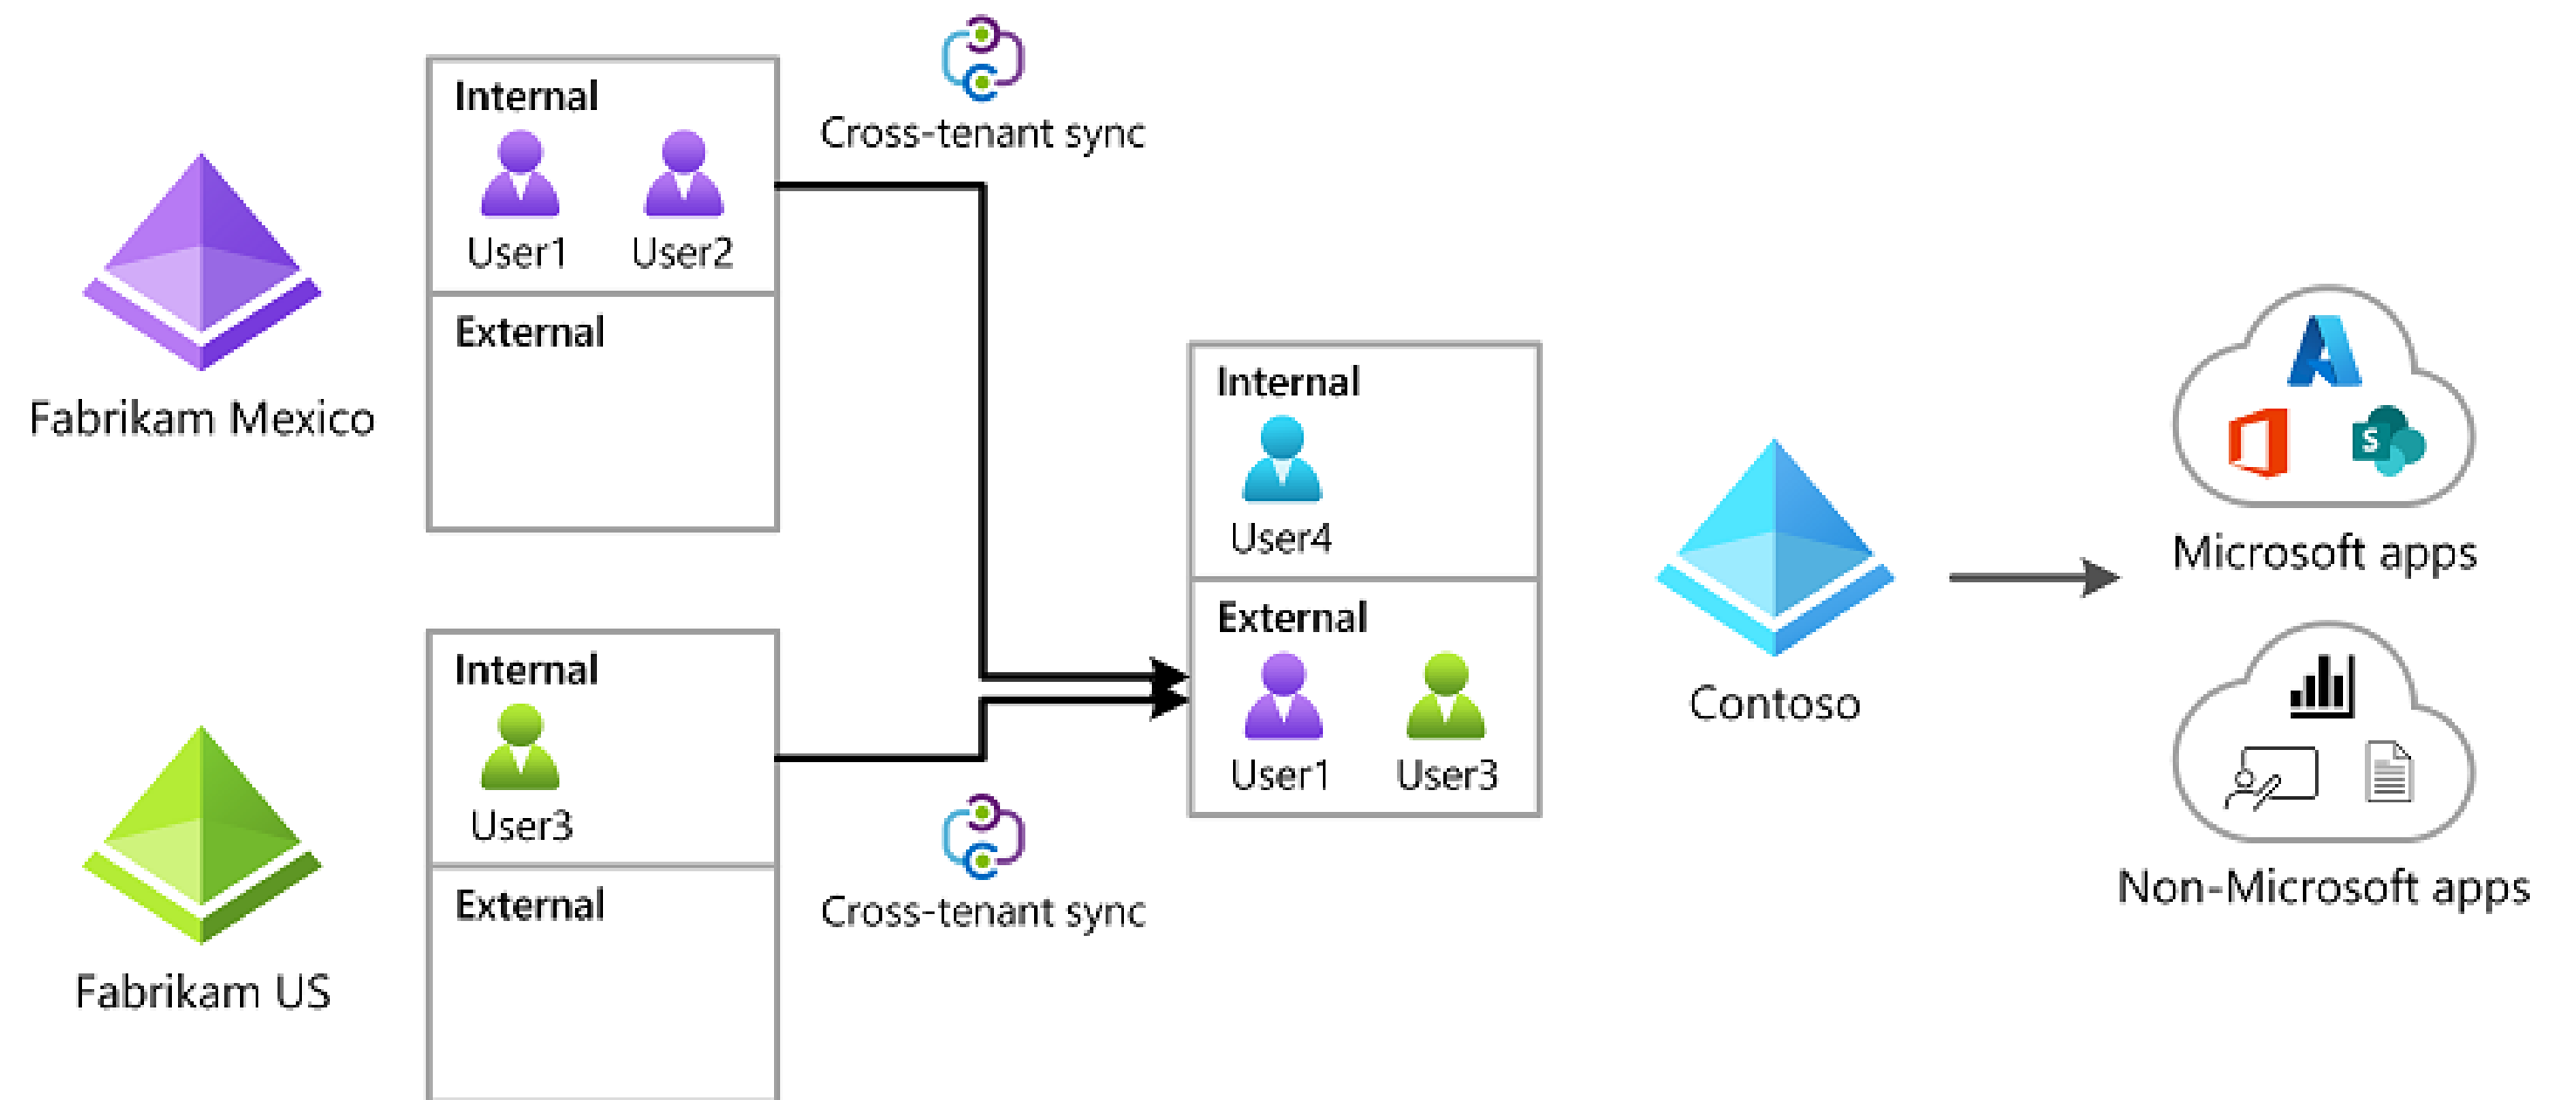 Cross-tenant sync
Internal
User1
User2
External
Fabrikam Mexico
Internal
User3
External
Fabrikam US
Cross-tenant sync
Internal
User4
External
User1
User3
Contoso
S
Microsoft apps
Non-Microsoft apps